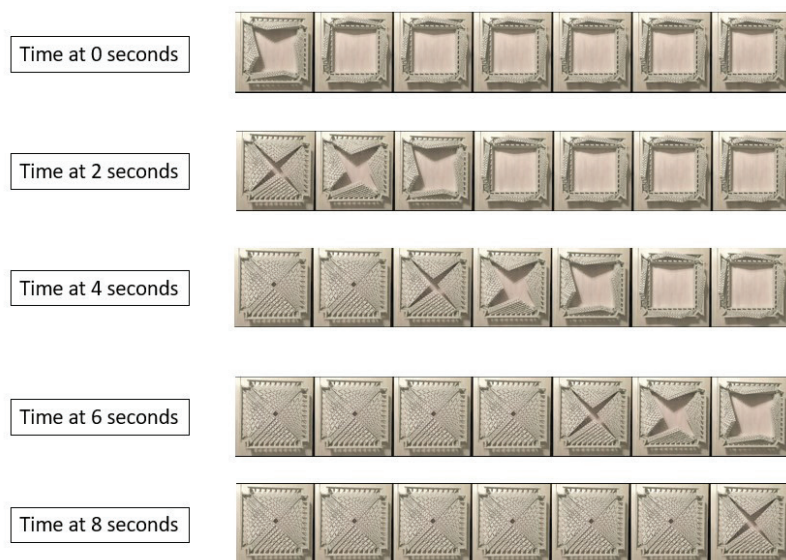 Time at 0 seconds
Time at 2 seconds
Time at 4 seconds
Time at 6 seconds
Time at 8 seconds